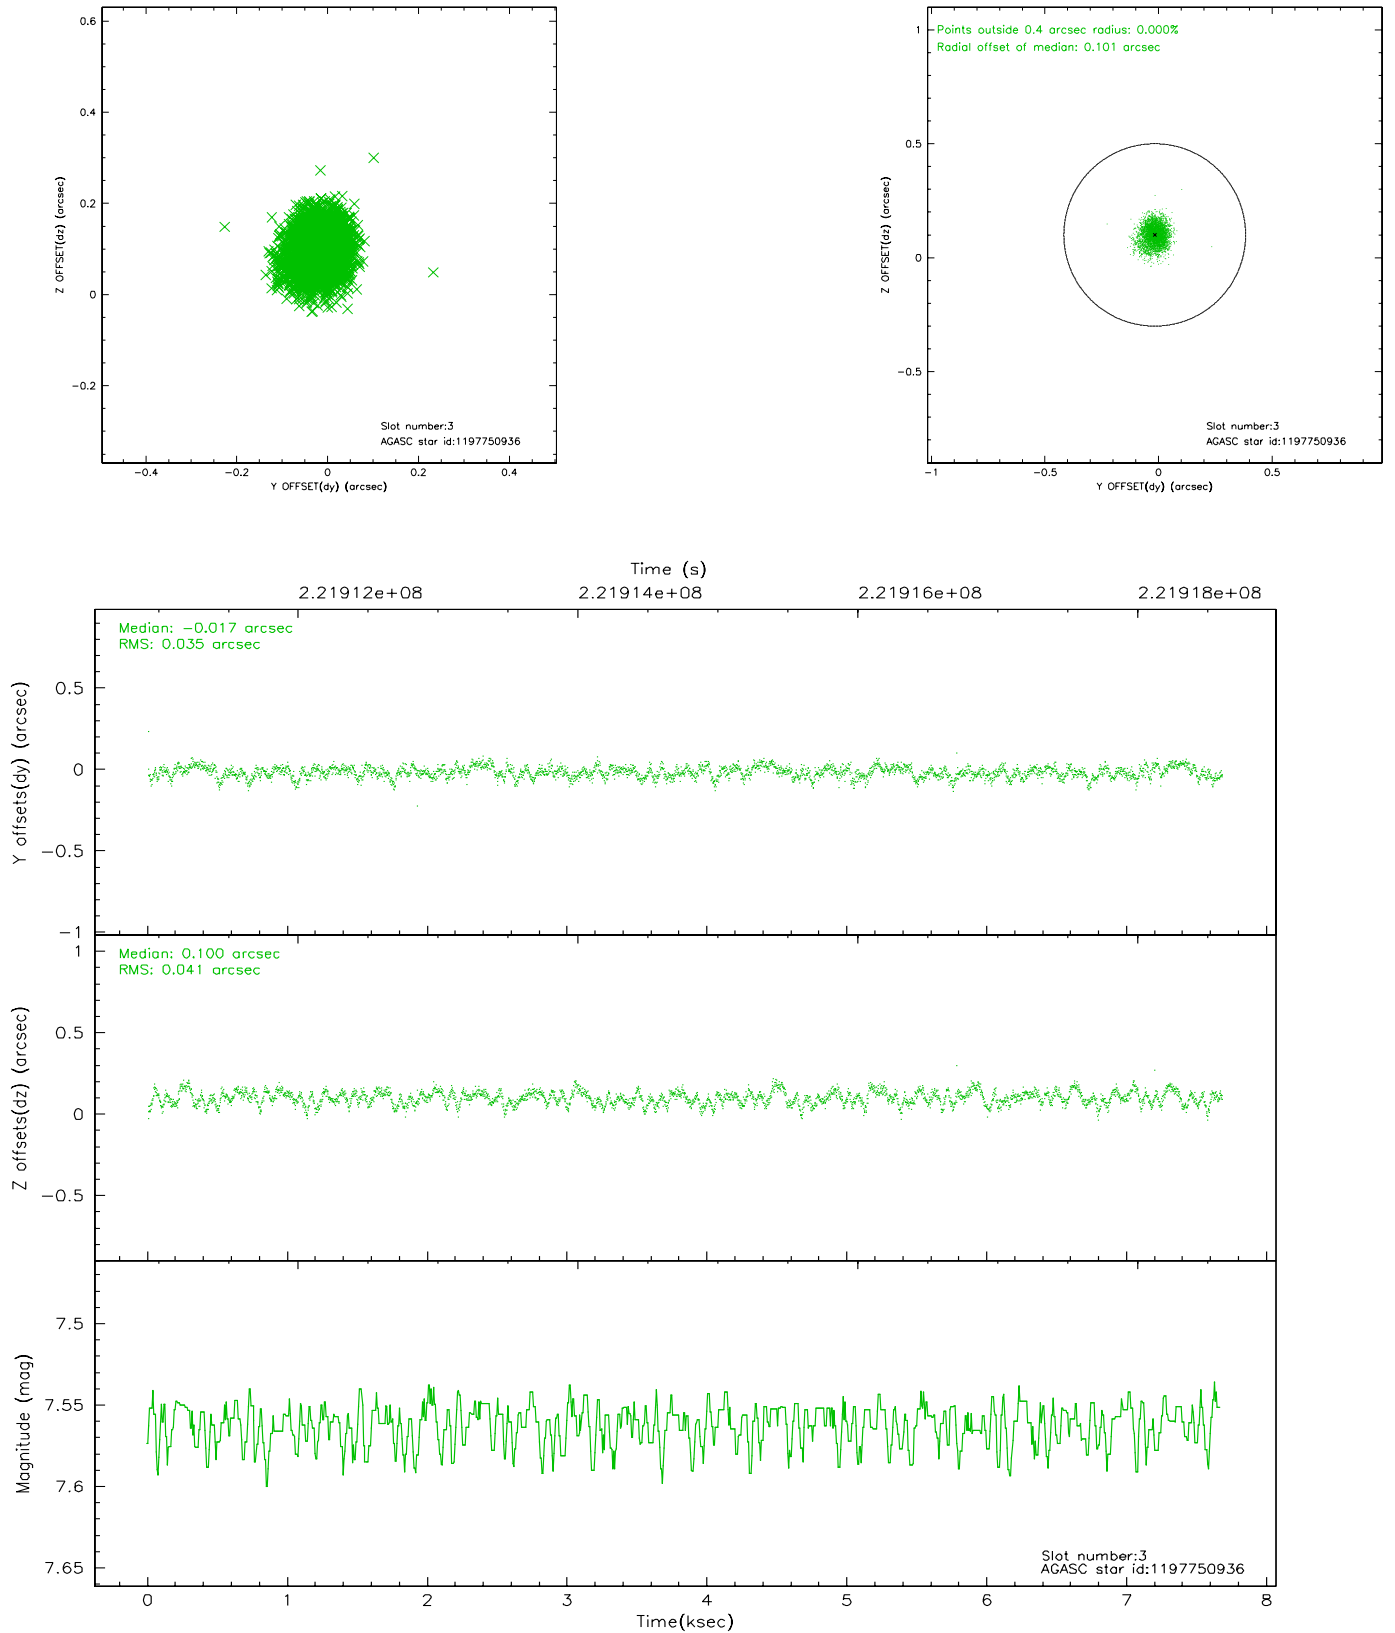 0.6
0.4
0.2
0
−0.2
Z OFFSET(dz) (arcsec)
Slot number:3
AGASC star id:1197750936
−0.4 −0.2 0 0.2 0.4
Y OFFSET(dy) (arcsec)
Points outside 0.4 arcsec radius: 0.000%
Radial offset of median: 0.101 arcsec
1
0.5
0
−0.5
Z OFFSET(dz) (arcsec)
Slot number:3
AGASC star id:1197750936
−1 −0.5 0 0.5
Y OFFSET(dy) (arcsec)
Time (s)
2.21912e+08 2.21914e+08 2.21916e+08 2.21918e+08
Median: −0.017 arcsec
RMS: 0.035 arcsec
0.5
0
−0.5
−1
Y offsets(dy) (arcsec)
Median: 0.100 arcsec
RMS: 0.041 arcsec
1
0.5
0
−0.5
Z offsets(dz) (arcsec)
7.5
7.55
7.6
7.65
Magnitude (mag)
Slot number:3
AGASC star id:1197750936
0 1 2 3 4 5 6 7 8
Time(ksec)